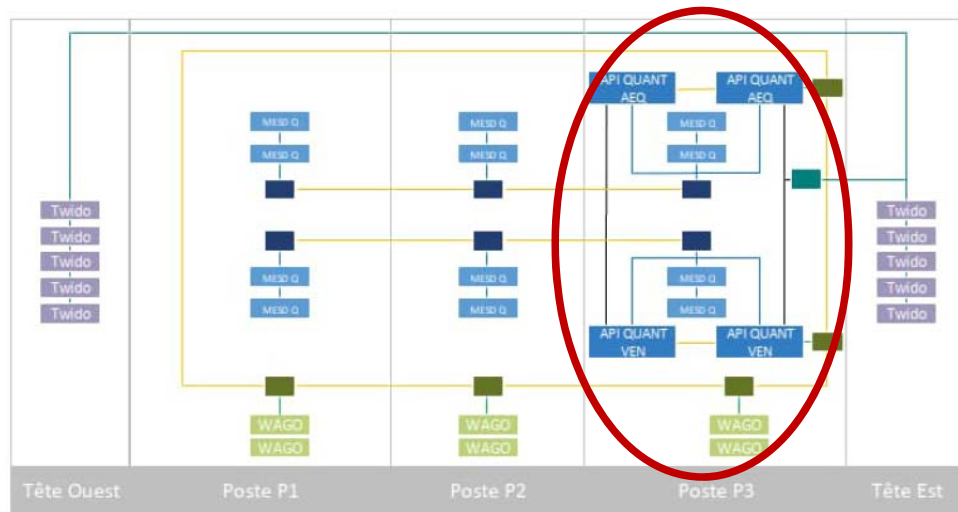 API QUANT
AEQ
API QUANT
AEQ
MESD Q
MESD Q
MESD Q
MESD Q
MESD Q
MESD Q
Twido
Twido
Twido
Twido
Twido
Twido
Twido
Twido
Twido
Twido
MESD Q
MESD Q
MESD Q
MESD Q
MESD Q
MESD Q
API QUANT
VEN
API QUANT
VEN
WAGO
WAGO
WAGO
WAGO
WAGO
WAGO
Tête Ouest
Poste P1
Poste P2
Poste P3
Tête Est